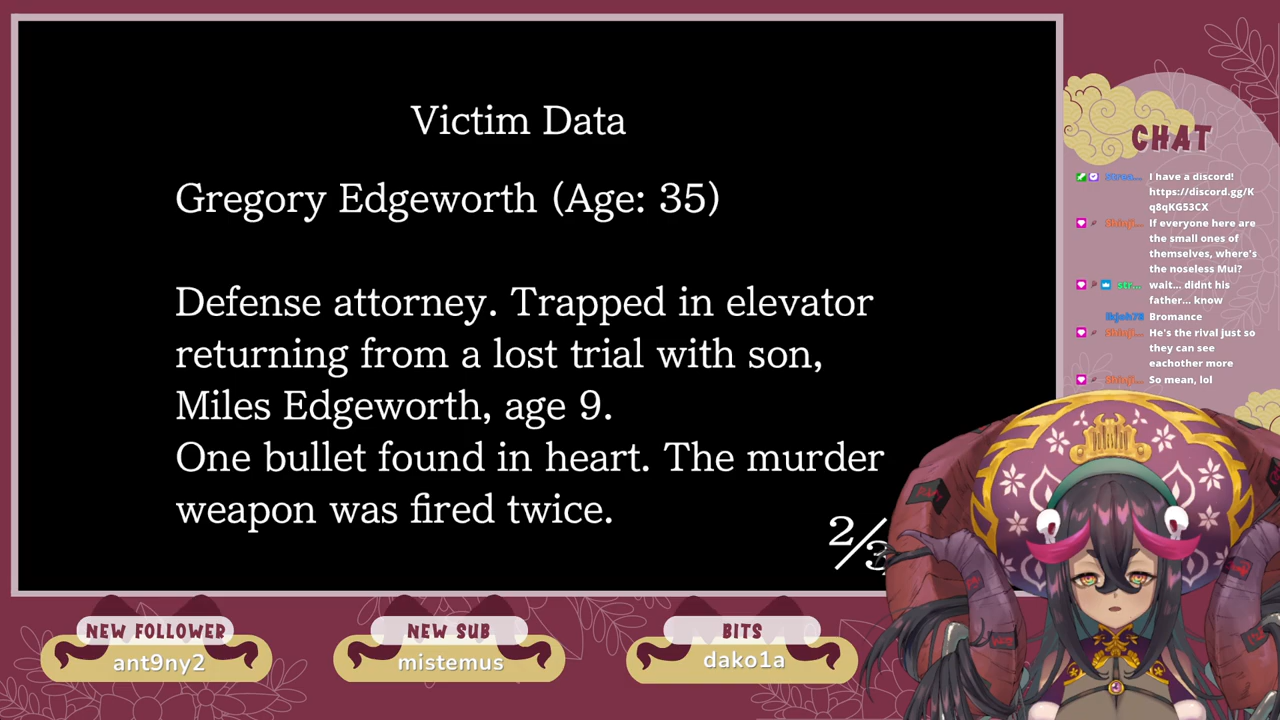 Victim Data
Gregory Edgeworth (Age: 35)
Defense attorney. Trapped in elevator
returning from a lost trial with son,
Miles Edgeworth, age 9.
One bullet found in heart. The murder
weapon was fired twice.
2/3
CHAT
I have a discord!
https://discord.gg/K
q8qKG53CX
If everyone here are
the small ones of
themselves, where's
the noseless Mui?
wait... didnt his
father... know
Bromance
He's the rival just so
they can see
eachother more
So mean, lol
NEW FOLLOWER
ant9ny2
NEW SUB
mistemus
BITS
dako1a